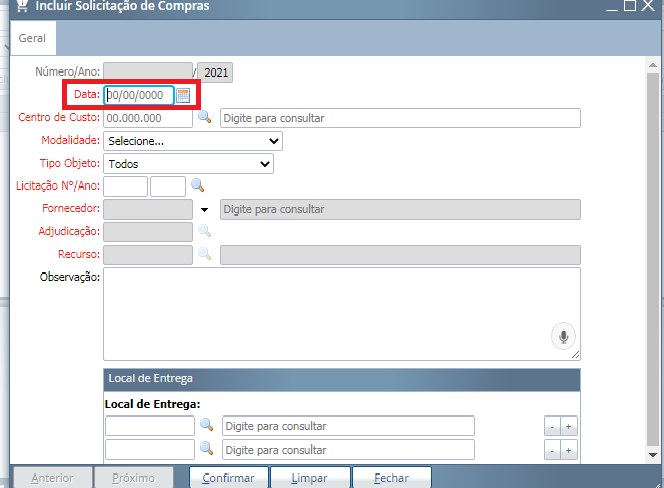 Incluir Solicitação de Compras
Geral
Número/Ano: / 2021
Data: 00/00/0000
Centro de Custo: 00.000.000 Digite para consultar
Modalidade: Selecione...
Tipo Objeto: Todos
Licitação Nº/Ano:
Fornecedor: Digite para consultar
Adjudicação:
Recurso:
Observação:
Local de Entrega
Local de Entrega:
Digite para consultar - +
Digite para consultar - +
Anterior Próximo Confirmar Limpar Fechar